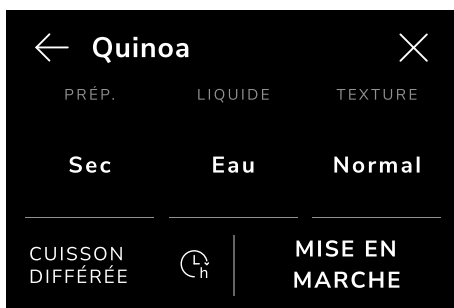 Quinoa
PRÉP. LIQUIDE TEXTURE
Sec Eau Normal
CUISSON
DIFFÉRÉE
h
MISE EN
MARCHE